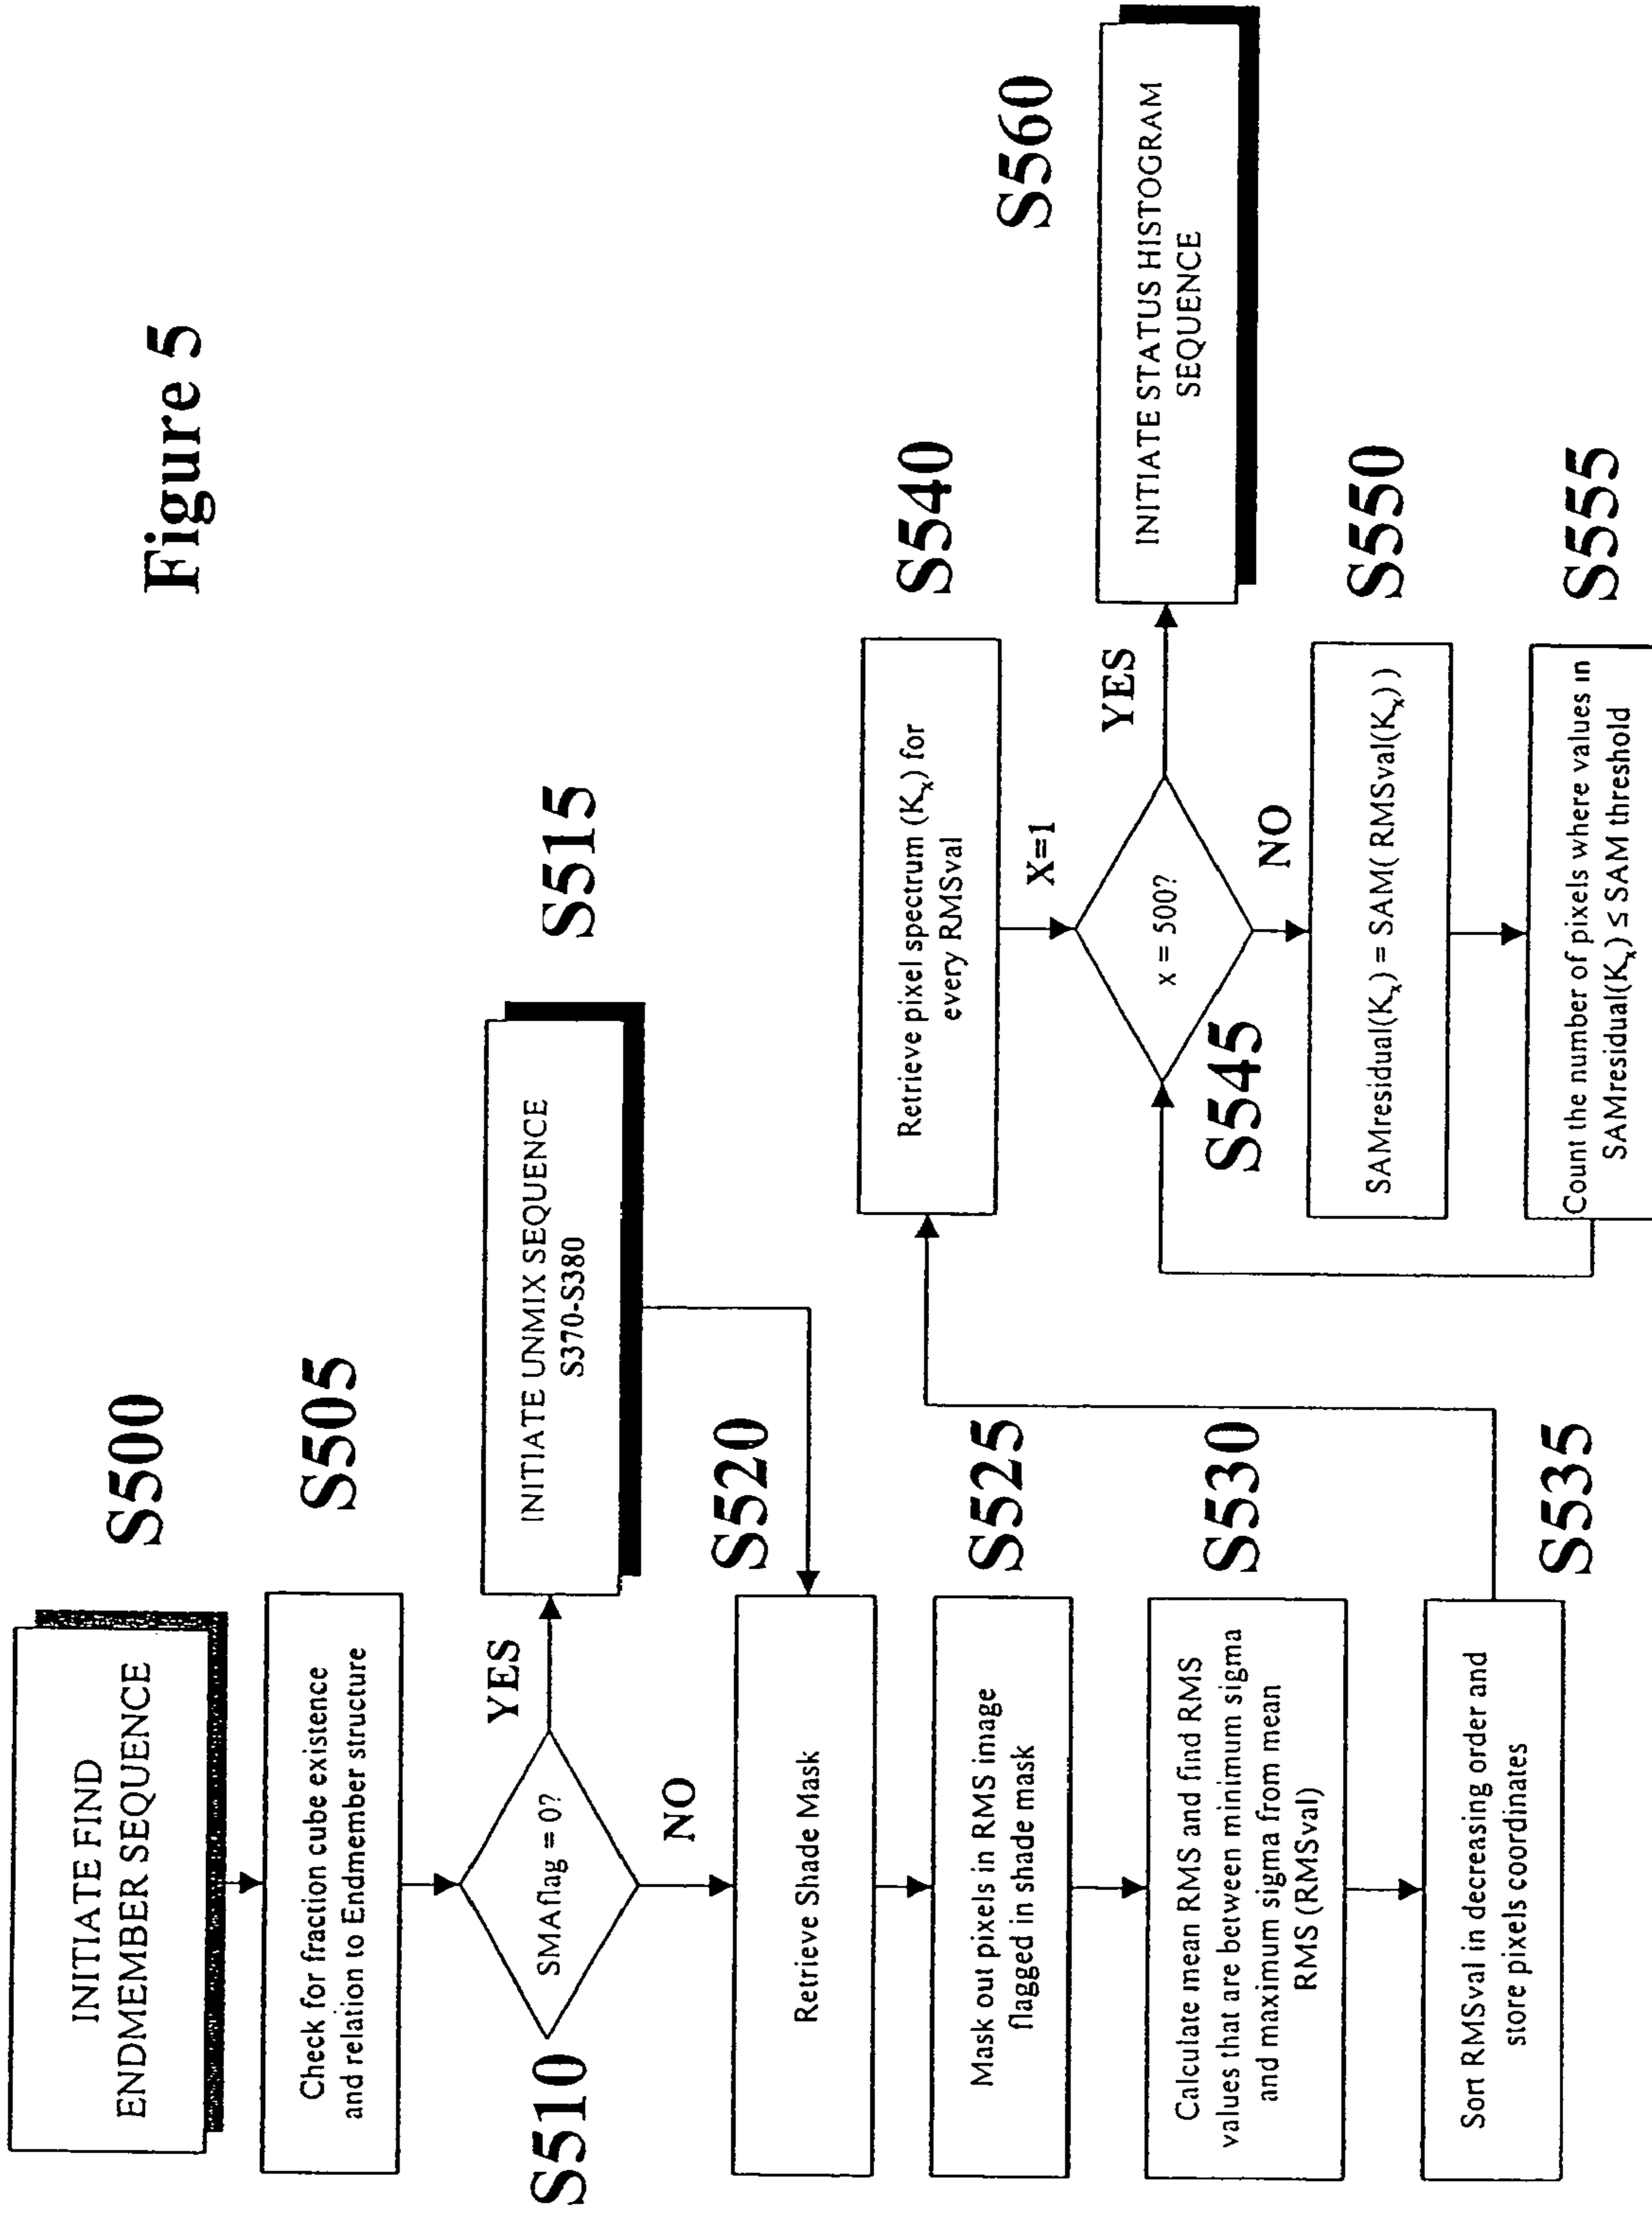 Figure 5
INITIATE FIND
ENDMEMBER SEQUENCE
S500
Check for fraction cube existence
and relation to Endmember structure
S505
SMAflag = 0?
S510
YES
INITIATE UNMIX SEQUENCE
S370-S380
S515
NO
Retrieve Shade Mask
S520
Mask out pixels in RMS image
flagged in shade mask
S525
Calculate mean RMS and find RMS
values that are between minimum sigma
and maximum sigma from mean
RMS (RMSval)
S530
Sort RMSval in decreasing order and
store pixels coordinates
S535
Retrieve pixel spectrum (Kx) for
every RMSval
S540
X=1
x = 500?
S545
YES
INITIATE STATUS HISTOGRAM
SEQUENCE
S560
NO
SAMresidual(Kx) = SAM( RMSval(Kx) )
S550
Count the number of pixels where values in
SAMresidual(Kx) ≤ SAM threshold
S555